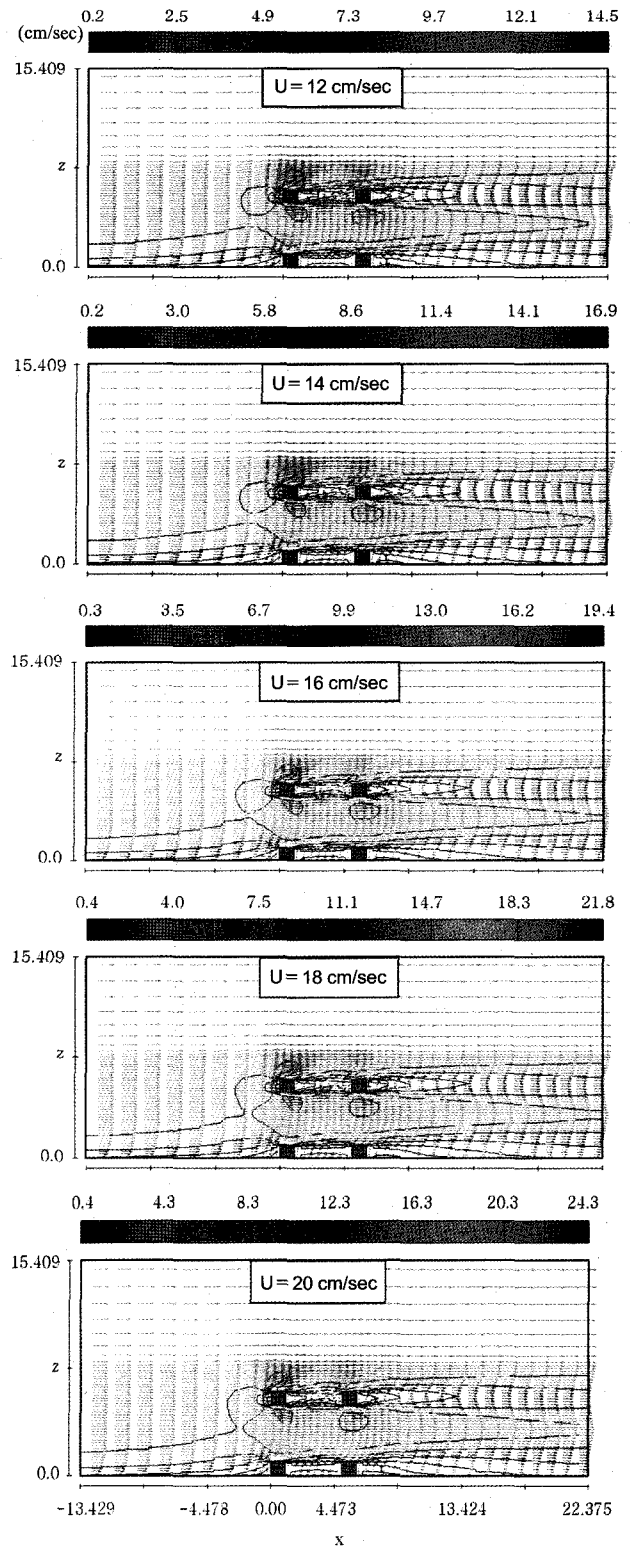 0.2 2.5 4.9 7.3 9.7 12.1 14.5
(cm/sec)
15.409
U = 12 cm/sec
z
0.0
0.2 3.0 5.8 8.6 11.4 14.1 16.9
15.409
U = 14 cm/sec
z
0.0
0.3 3.5 6.7 9.9 13.0 16.2 19.4
15.409
U = 16 cm/sec
z
0.0
0.4 4.0 7.5 11.1 14.7 18.3 21.8
15.409
U = 18 cm/sec
z
0.0
0.4 4.3 8.3 12.3 16.3 20.3 24.3
15.409
U = 20 cm/sec
z
0.0
-13.429 -4.478 0.00 4.473 13.424 22.375
x